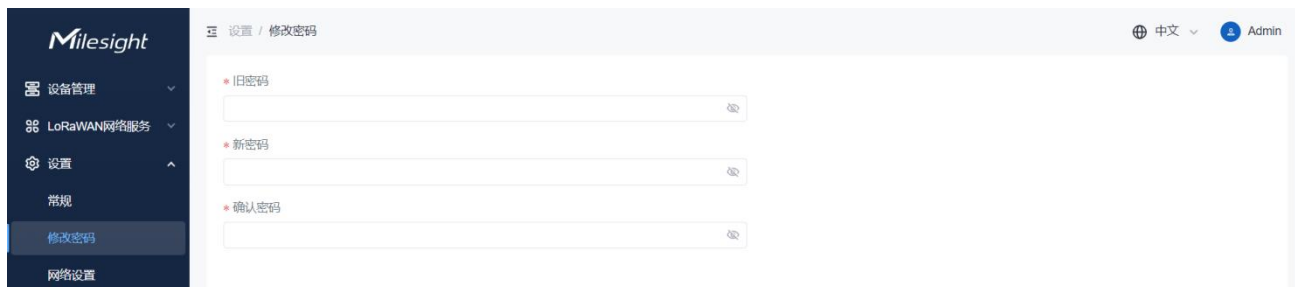 Milesight
设置 / 修改密码
中文
Admin
设备管理
LoRaWAN网络服务
设置
常规
修改密码
网络设置
* 旧密码
* 新密码
* 确认密码